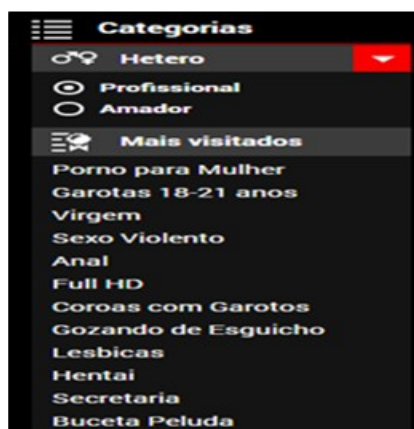 Categorias
Hetero
Profissional
Amador
Mais visitados
Porno para Mulher
Garotas 18-21 anos
Virgem
Sexo Violento
Anal
Full HD
Coroas com Garotos
Gozando de Esguicho
Lesbicas
Hentai
Secretaria
Buceta Peluda